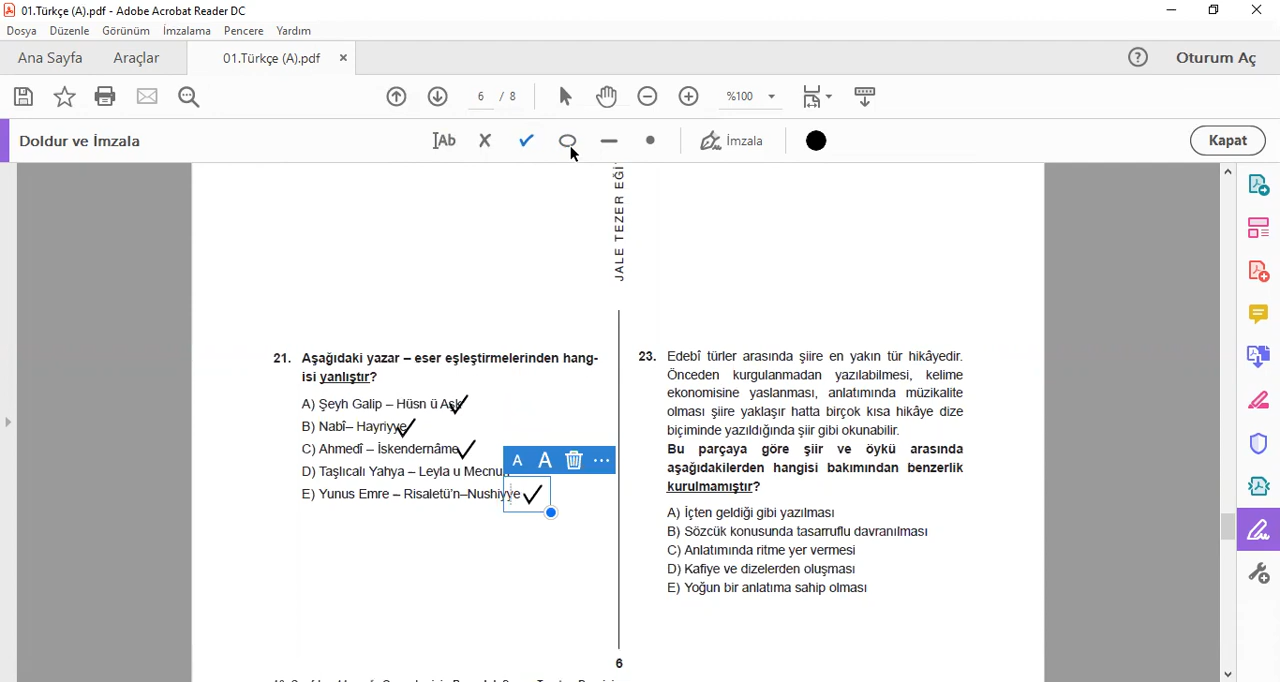 01.Türkçe (A).pdf - Adobe Acrobat Reader DC
Dosya Düzenle Görünüm İmzalama Pencere Yardım
Ana Sayfa Araçlar 01.Türkçe (A).pdf × ? Oturum Aç
6 / 8 %100
Doldur ve İmzala Ab İmzala Kapat
JALE TEZER EĞİ
21. Aşağıdaki yazar – eser eşleştirmelerinden hang-
isi yanlıştır?
A) Şeyh Galip – Hüsn ü Aşk
B) Nabî– Hayriyye
C) Ahmedî – İskendernâme
D) Taşlıcalı Yahya – Leyla u Mecnun
E) Yunus Emre – Risaletü'n–Nushiyye
A A ...
23. Edebî türler arasında şiire en yakın tür hikâyedir.
Önceden kurgulanmadan yazılabilmesi, kelime
ekonomisine yaslanması, anlatımında müzikalite
olması şiire yaklaşır hatta birçok kısa hikâye dize
biçiminde yazıldığında şiir gibi okunabilir.
Bu parçaya göre şiir ve öykü arasında
aşağıdakilerden hangisi bakımından benzerlik
kurulmamıştır?
A) İçten geldiği gibi yazılması
B) Sözcük konusunda tasarruflu davranılması
C) Anlatımında ritme yer vermesi
D) Kafiye ve dizelerden oluşması
E) Yoğun bir anlatıma sahip olması
6